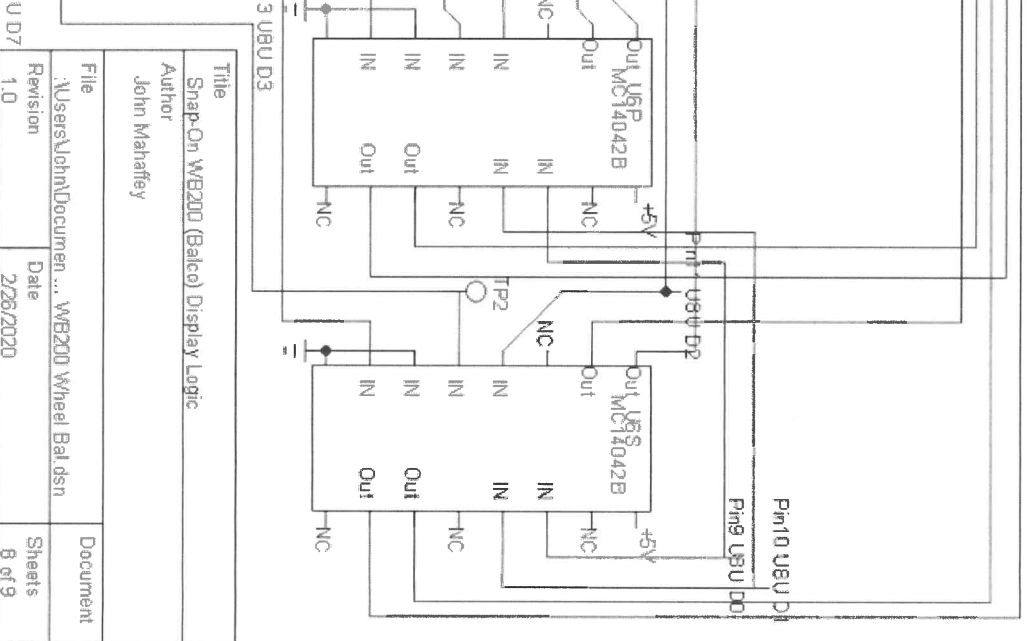 Pin10 U8U D1
Pin9 U8U D0
U8U D2
+5V
+5V
Out U6P
Out U6S
MC14042B
MC14042B
Out
NC
Out
NC
NC
IN
NC
IN
TP2
IN
IN
IN
IN
NC
IN
NC
IN
Out
IN
Out
IN
Out
IN
Out
NC
NC
3 U8U D3
Title
Snap-On WB200 (Balco) Display Logic
Author
John Mahaffey
File
Document
:\Users\John\Documen ... WB200 Wheel Bal.dsn
Revision
Date
Sheets
1.0
2/26/2020
8 of 9
U D7